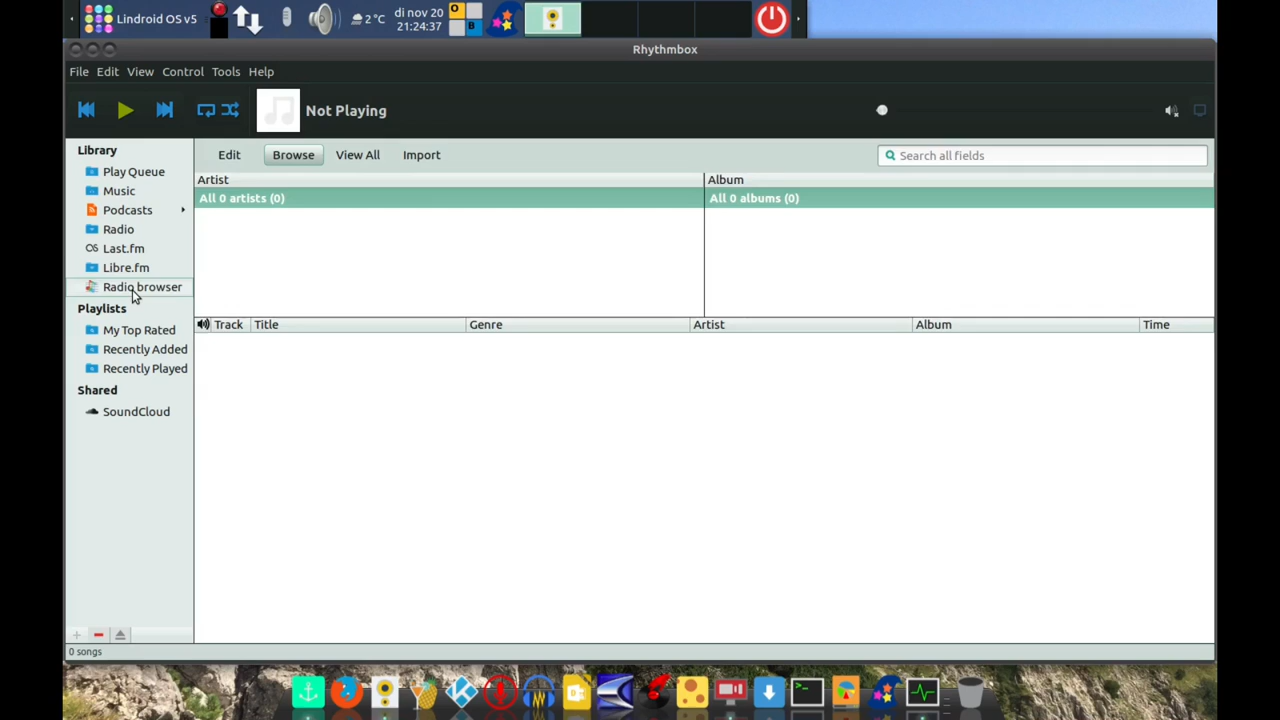 Lindroid OS v5
2 °C
di nov 20
21:24:37
O
B
Rhythmbox
File Edit View Control Tools Help
Not Playing
Library
Play Queue
Music
Podcasts
Radio
Last.fm
Libre.fm
Radio browser
Playlists
My Top Rated
Recently Added
Recently Played
Shared
SoundCloud
Edit Browse View All Import
Search all fields
Artist Album
All 0 artists (0) All 0 albums (0)
Track Title Genre Artist Album Time
0 songs